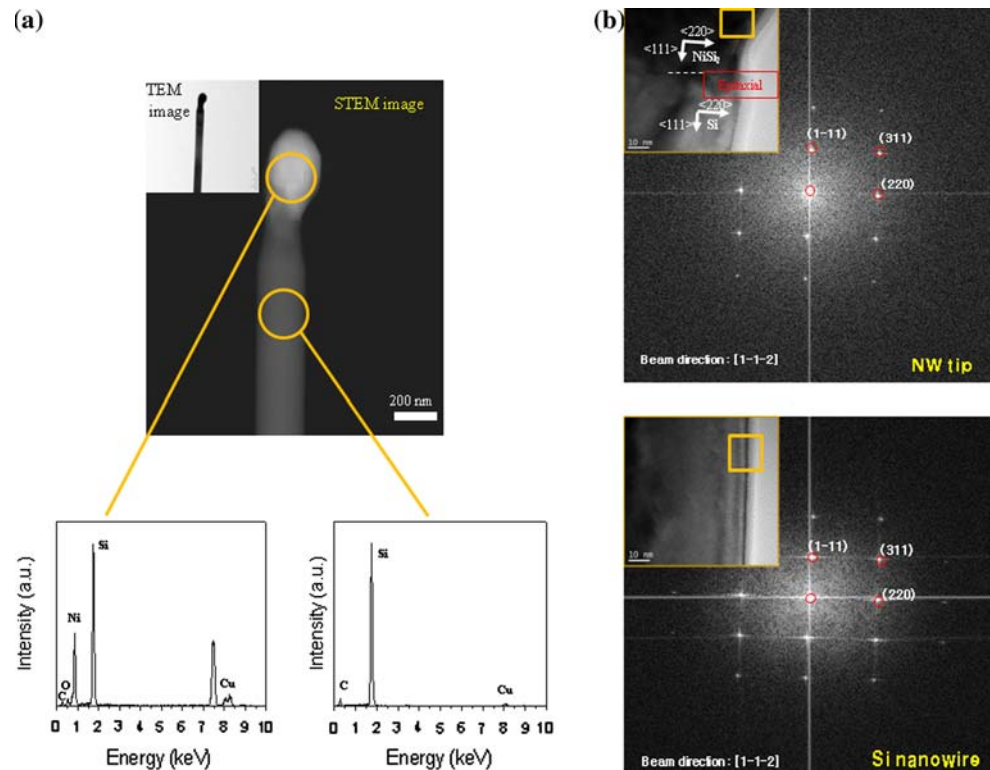 (a)
TEM
image
STEM image
200 nm
Si
Ni
O
C
Intensity (a.u.)
0 1 2 3 4 5 6 7 8 9 10
Energy (keV)
Cu
Si
C
Cu
Intensity (a.u.)
0 1 2 3 4 5 6 7 8 9 10
Energy (keV)
(b)
<220>
<111>
NiSi₂
Epitaxial
<220>
<111>
Si
10 nm
(1-11)
(311)
(220)
Beam direction : [1-1-2]
NW tip
10 nm
(1-11)
(311)
(220)
Beam direction : [1-1-2]
Si nanowire